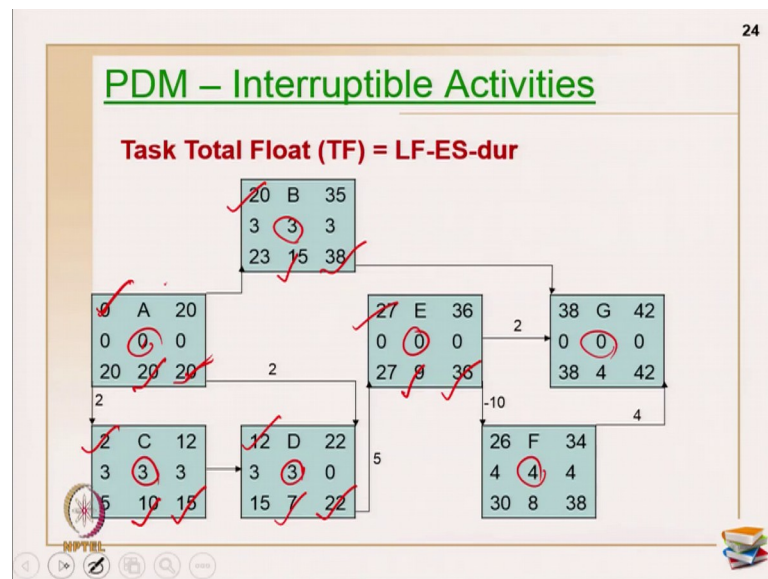 24
PDM – Interruptible Activities
Task Total Float (TF) = LF-ES-dur
20 B 35
3 3 3
23 15 38
0 A 20
0 0 0
20 20 20
27 E 36
0 0 0
27 9 36
2
38 G 42
0 0 0
38 4 42
2
2
-10
4
2 C 12
3 3 3
5 10 15
12 D 22
3 3 0
15 7 22
5
26 F 34
4 4 4
30 8 38
NPTEL